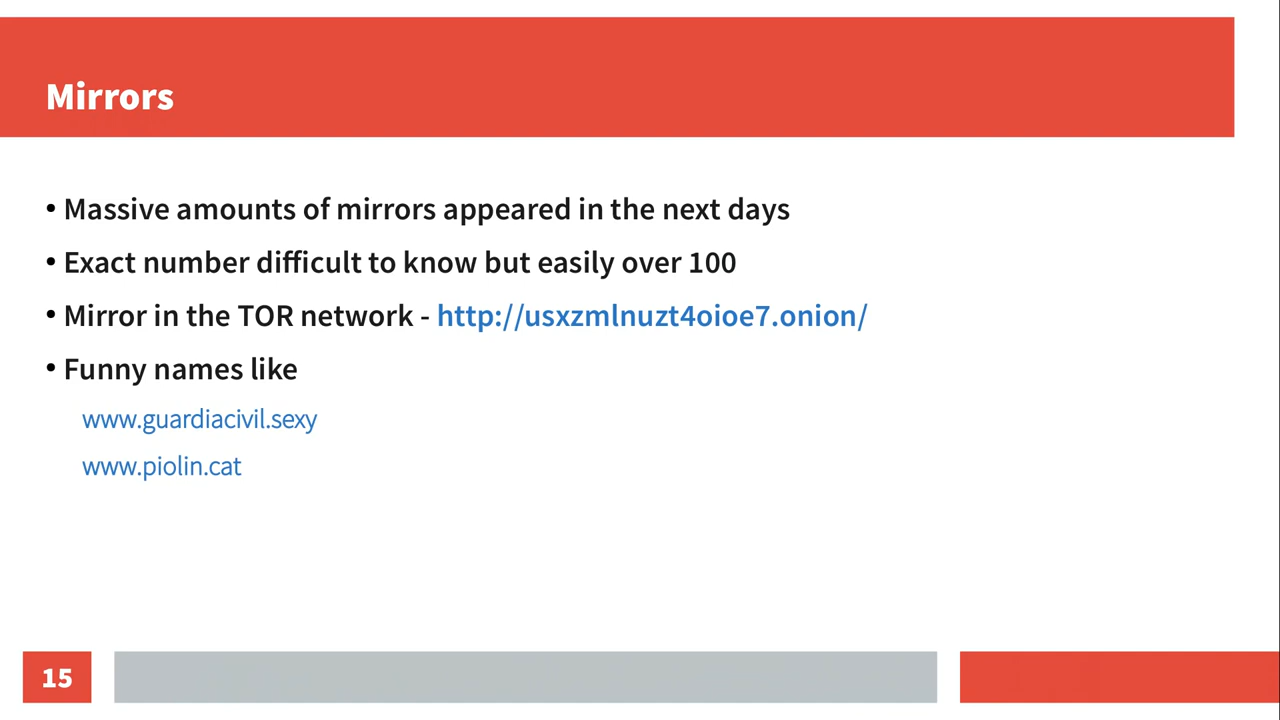 Mirrors
• Massive amounts of mirrors appeared in the next days
• Exact number difficult to know but easily over 100
• Mirror in the TOR network - http://usxzmlnuzt4oioe7.onion/
• Funny names like
www.guardiacivil.sexy
www.piolin.cat
15